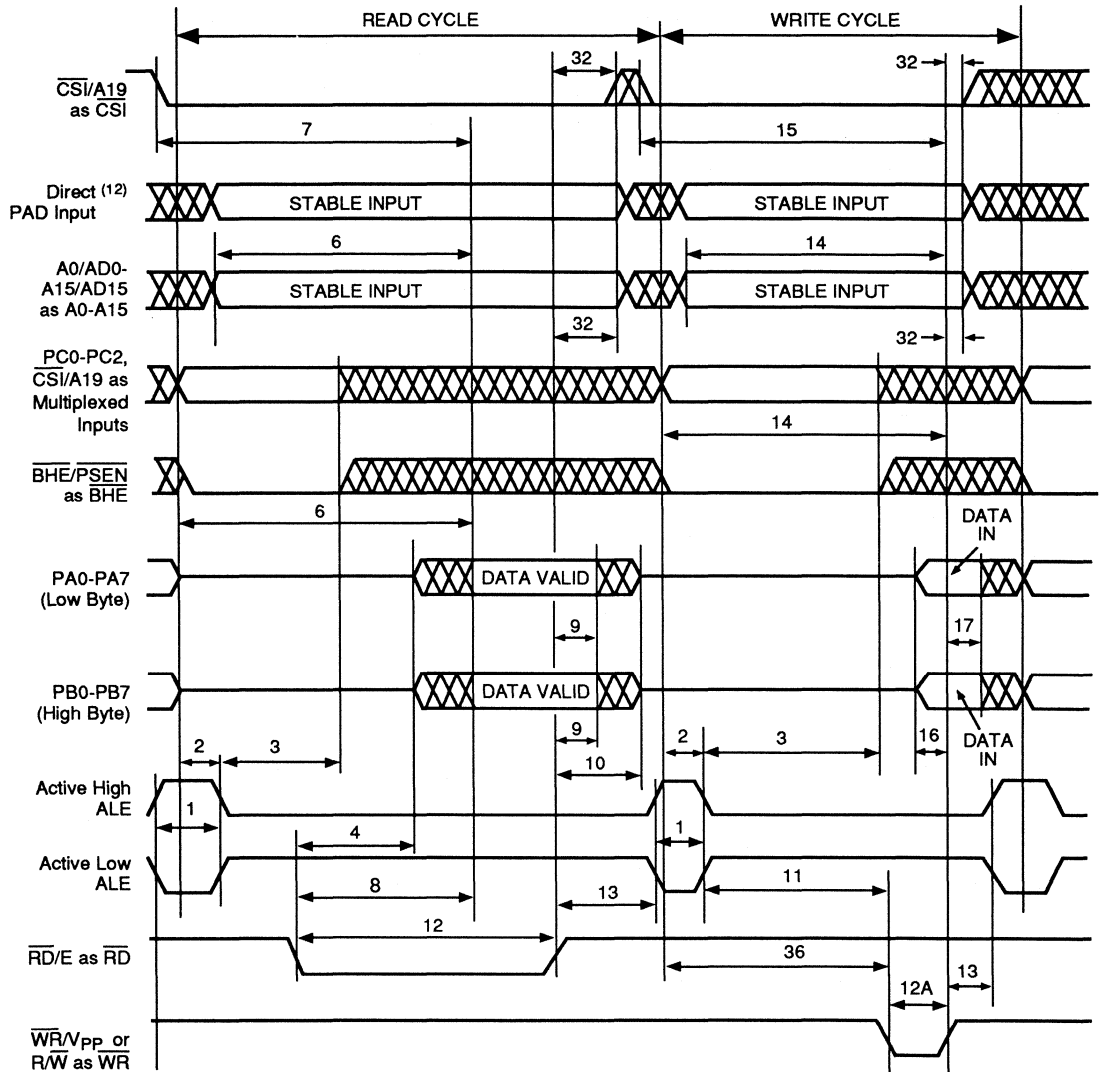 READ CYCLE WRITE CYCLE
32 32
CSI/A19
as CSI
7 15
Direct (12)
PAD Input
STABLE INPUT STABLE INPUT
6 14
A0/AD0-
A15/AD15
as A0-A15
STABLE INPUT STABLE INPUT
32 32
PC0-PC2,
CSI/A19 as
Multiplexed
Inputs
14
BHE/PSEN
as BHE
6
DATA
IN
PA0-PA7
(Low Byte)
DATA VALID
9 17
PB0-PB7
(High Byte)
DATA VALID
9 16 DATA
IN
2 3 10 2 3
Active High
ALE
1 4 1
Active Low
ALE
8 13 11
12 36
RD/E as RD
12A 13
WR/VPP or
R/W as WR